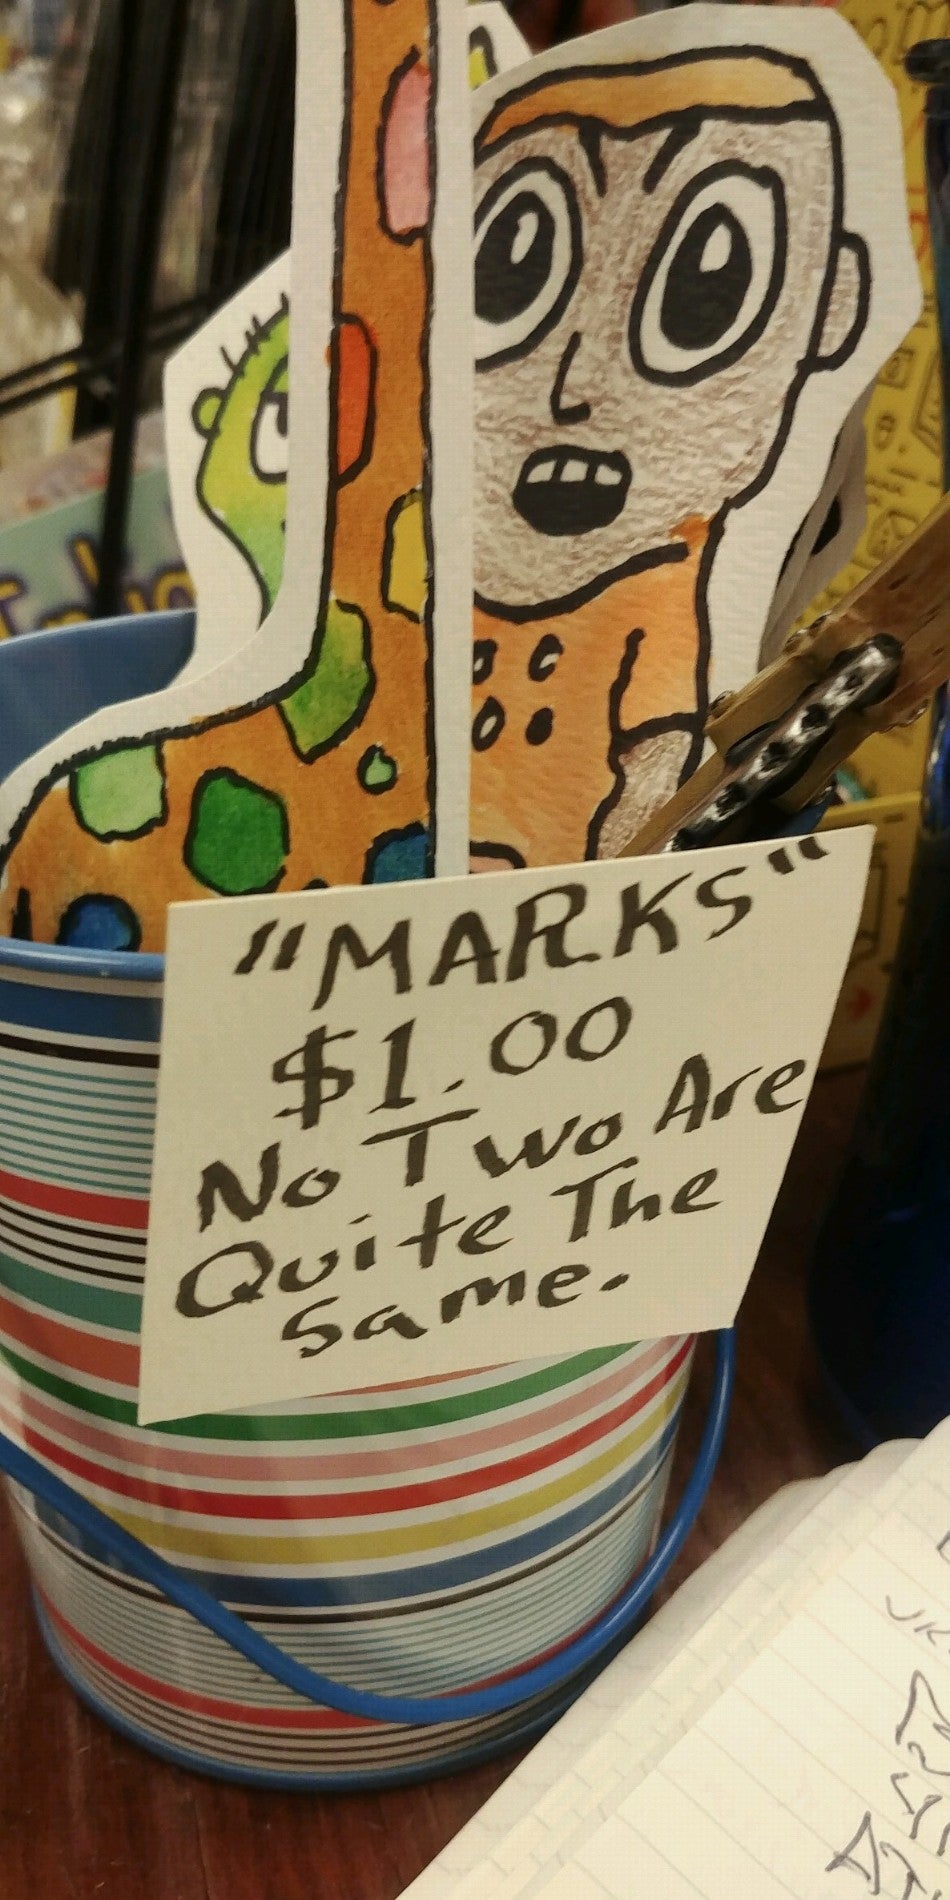 "MARKS"
$1.00
No Two Are
Quite The
Same.